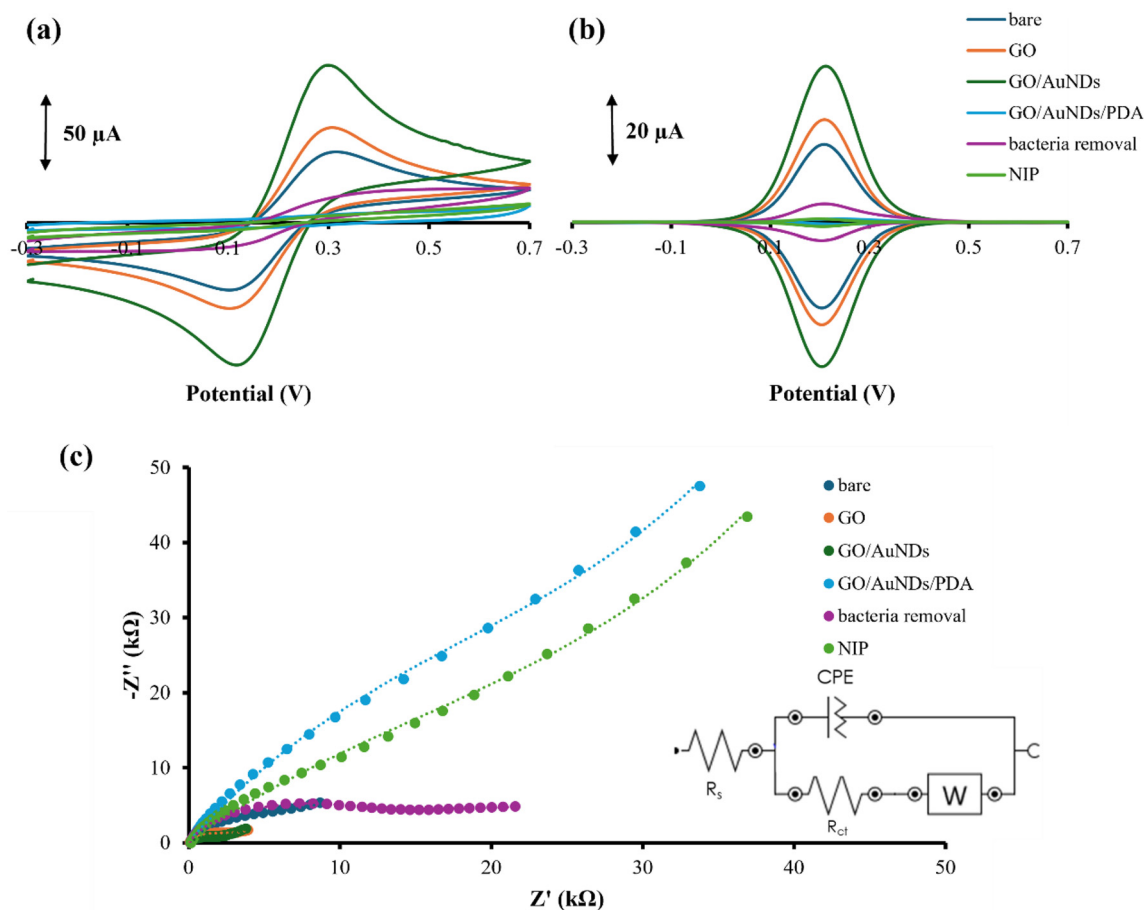 (a)
50 µA
-0.3 -0.1 0.1 0.3 0.5 0.7
Potential (V)
(b)
20 µA
-0.3 -0.1 0.1 0.3 0.5 0.7
Potential (V)
bare
GO
GO/AuNDs
GO/AuNDs/PDA
bacteria removal
NIP
(c)
50
40
30
20
10
0
-Z'' (kΩ)
0 10 20 30 40 50
Z' (kΩ)
bare
GO
GO/AuNDs
GO/AuNDs/PDA
bacteria removal
NIP
CPE
Rs
Rct
W